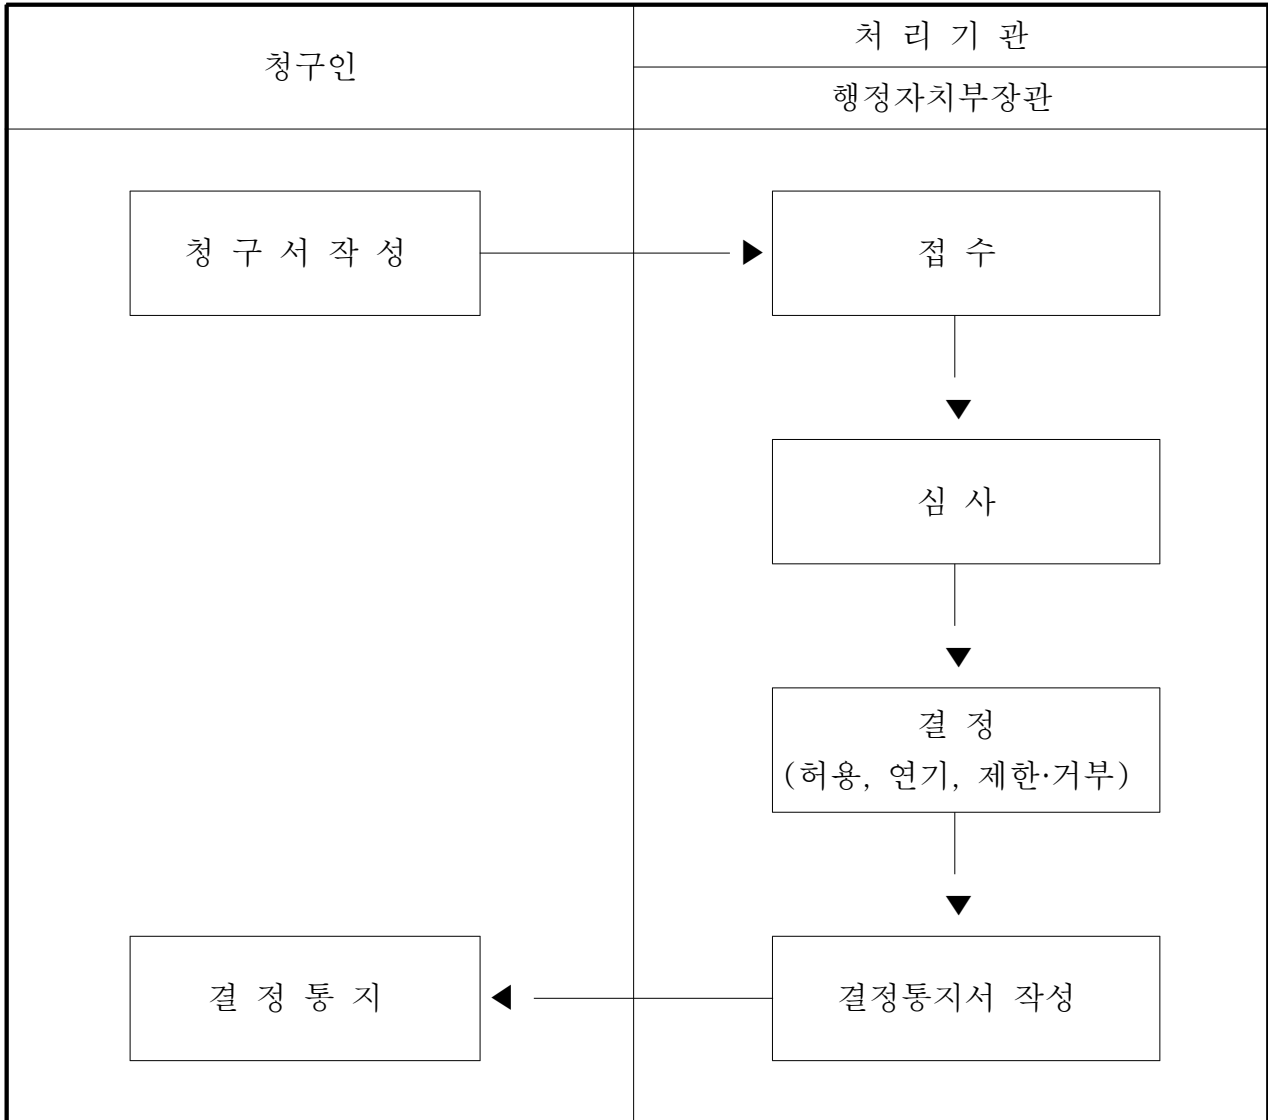 청구인
처 리 기 관
행정자치부장관
청 구 서 작 성
접 수
심 사
결 정
(허용, 연기, 제한·거부)
결 정 통 지
결정통지서 작성